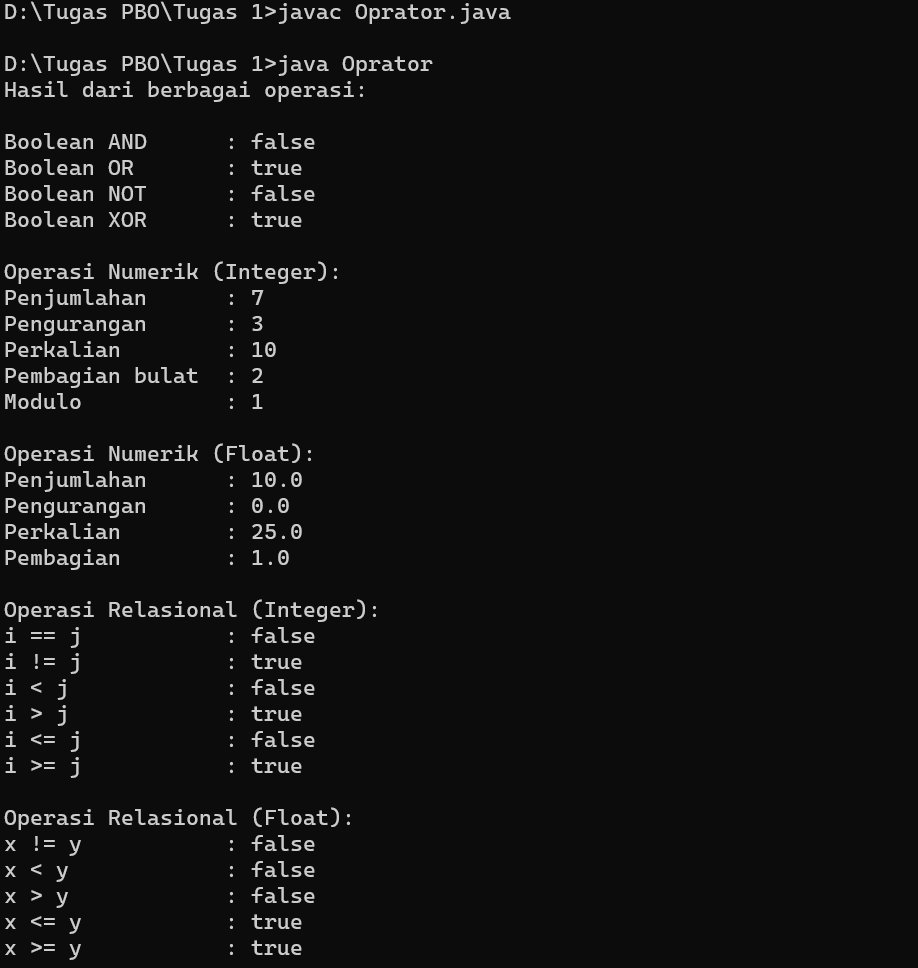 D:\Tugas PBO\Tugas 1>javac Oprator.java
D:\Tugas PBO\Tugas 1>java Oprator
Hasil dari berbagai operasi:
Boolean AND      : false
Boolean OR       : true
Boolean NOT      : false
Boolean XOR      : true
Operasi Numerik (Integer):
Penjumlahan      : 7
Pengurangan      : 3
Perkalian        : 10
Pembagian bulat  : 2
Modulo           : 1
Operasi Numerik (Float):
Penjumlahan      : 10.0
Pengurangan      : 0.0
Perkalian        : 25.0
Pembagian        : 1.0
Operasi Relasional (Integer):
i == j           : false
i != j           : true
i < j            : false
i > j            : true
i <= j           : false
i >= j           : true
Operasi Relasional (Float):
x != y           : false
x < y            : false
x > y            : false
x <= y           : true
x >= y           : true